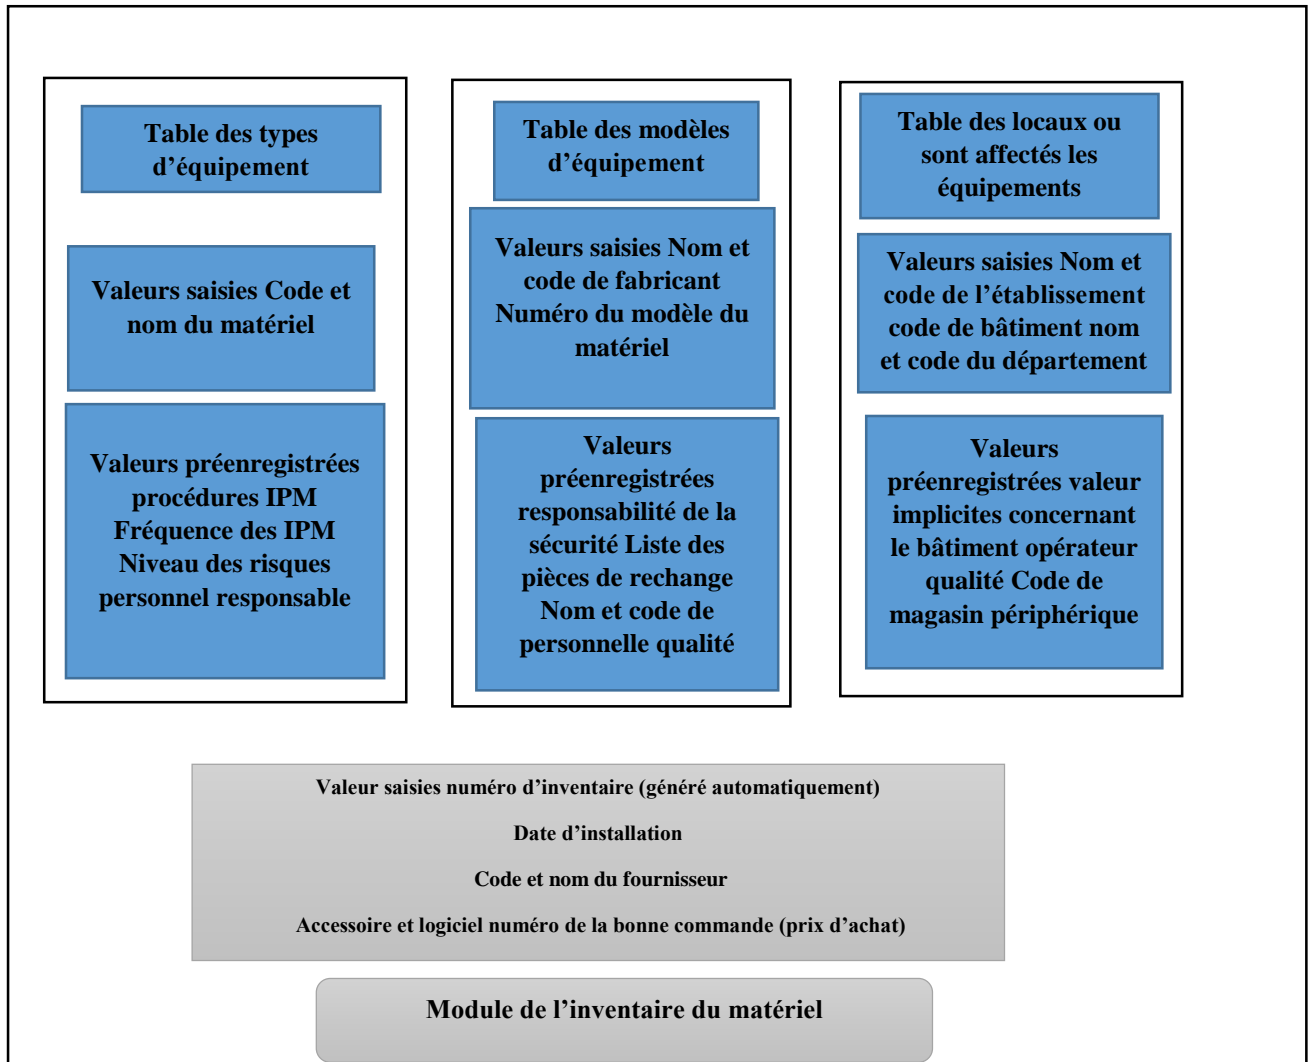 Table des types
d'équipement
Valeurs saisies Code et
nom du matériel
Valeurs préenregistrées
procédures IPM
Fréquence des IPM
Niveau des risques
personnel responsable
Table des modèles
d'équipement
Valeurs saisies Nom et
code de fabricant
Numéro du modèle du
matériel
Valeurs
préenregistrées
responsabilité de la
sécurité Liste des
pièces de rechange
Nom et code de
personnelle qualité
Table des locaux ou
sont affectés les
équipements
Valeurs saisies Nom et
code de l'établissement
code de bâtiment nom
et code du département
Valeurs
préenregistrées valeur
implicites concernant
le bâtiment opérateur
qualité Code de
magasin périphérique
Valeur saisies numéro d'inventaire (généré automatiquement)
Date d'installation
Code et nom du fournisseur
Accessoire et logiciel numéro de la bonne commande (prix d'achat)
Module de l'inventaire du matériel